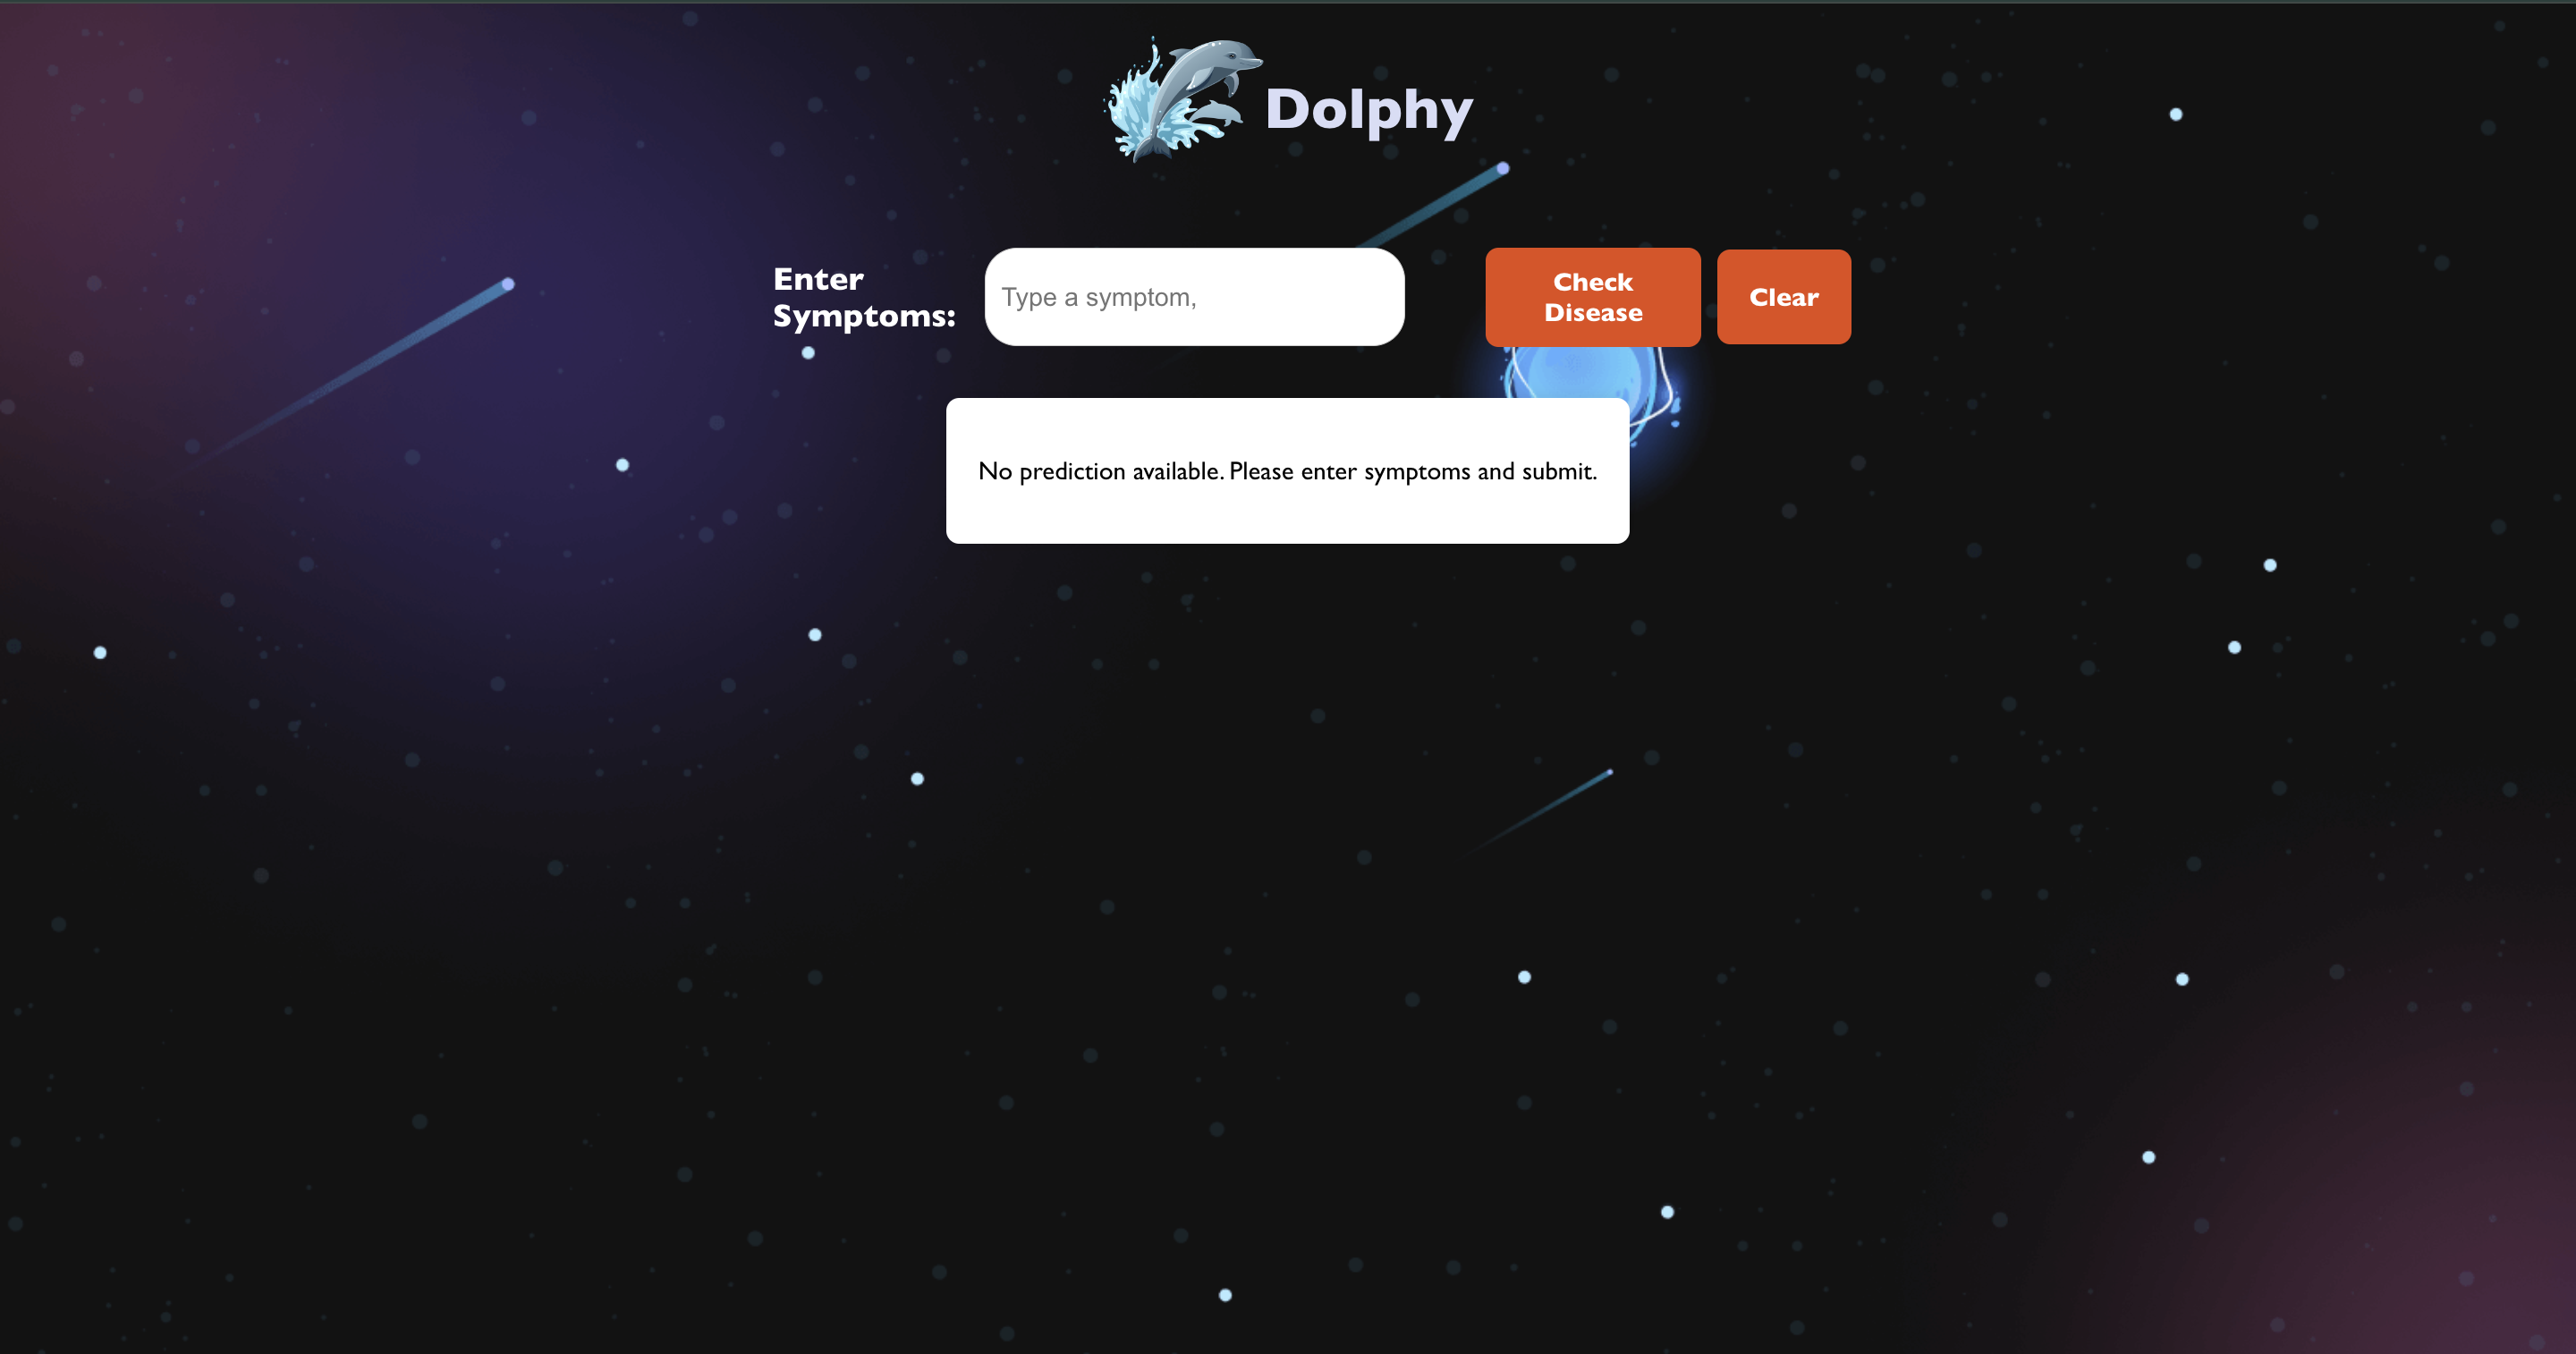 Dolphy
Enter
Symptoms:
Type a symptom,
Check
Disease
Clear
No prediction available. Please enter symptoms and submit.